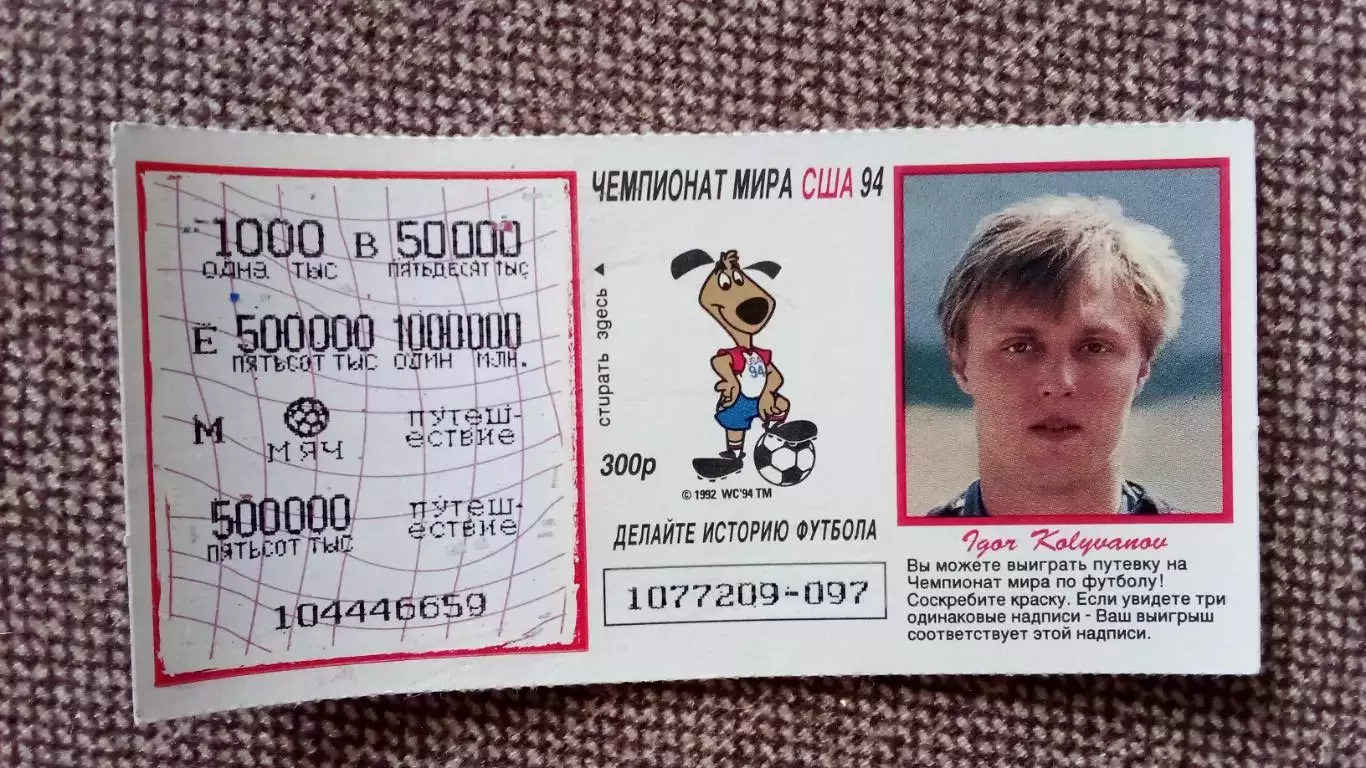 1000 В 50000
ОДНА ТЫС ПЯТЬДЕСЯТ ТЫС
Ё 500000 1000000
ПЯТЬСОТ ТЫС ОДИН МЛН.
М
МЯЧ
ПУТЕШ-
ЕСТВИЕ
500000
ПЯТЬСОТ ТЫС
ПУТЕШ-
ЕСТВИЕ
104446659
ЧЕМПИОНАТ МИРА США 94
стирать здесь
USA
94
300р
© 1992 WC'94 TM
ДЕЛАЙТЕ ИСТОРИЮ ФУТБОЛА
1077209-097
Igor Kolyvanov
Вы можете выиграть путевку на
Чемпионат мира по футболу!
Соскребите краску. Если увидете три
одинаковые надписи - Ваш выигрыш
соответствует этой надписи.